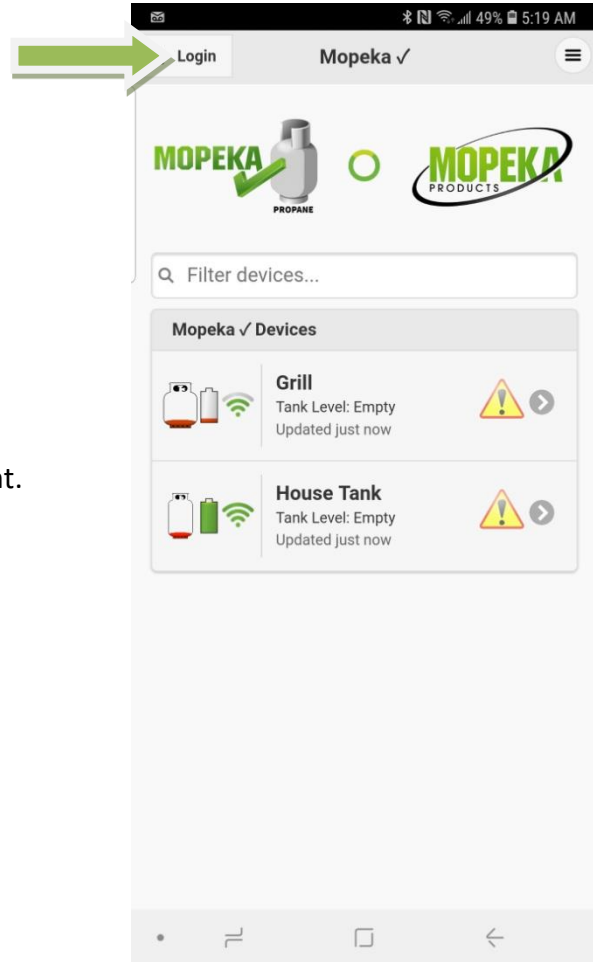 49% 5:19 AM
Login
Mopeka ✓
MOPEKA
PROPANE
MOPEKA
PRODUCTS
Filter devices...
Mopeka ✓ Devices
Grill
Tank Level: Empty
Updated just now
nt.
House Tank
Tank Level: Empty
Updated just now